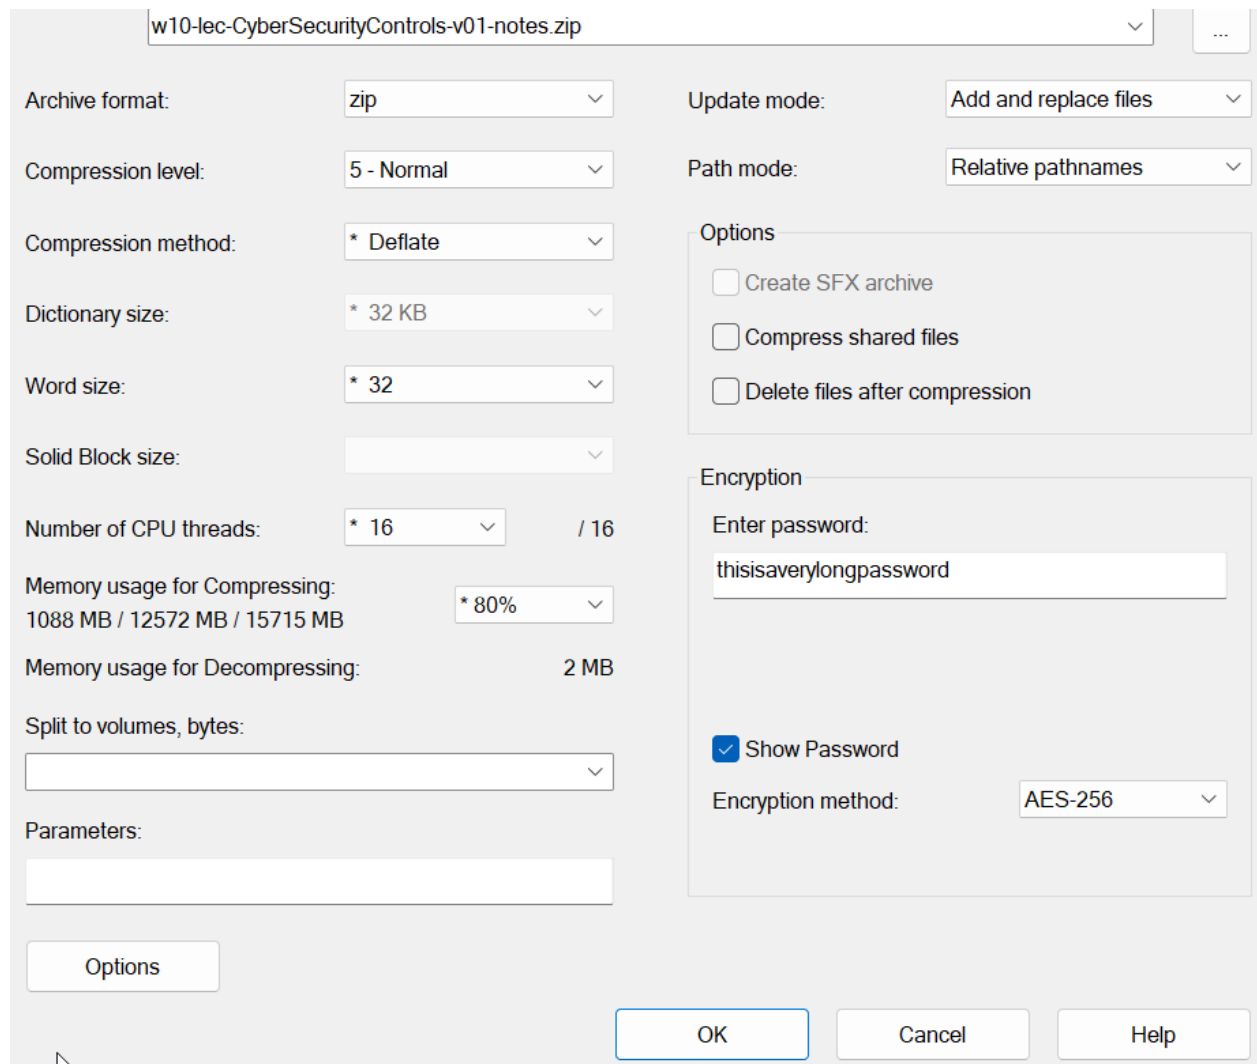 w10-lec-CyberSecurityControls-v01-notes.zip
...
Archive format:
zip
Compression level:
5 - Normal
Compression method:
* Deflate
Dictionary size:
* 32 KB
Word size:
* 32
Solid Block size:
Number of CPU threads:
* 16
/ 16
Memory usage for Compressing:
1088 MB / 12572 MB / 15715 MB
* 80%
Memory usage for Decompressing:
2 MB
Split to volumes, bytes:
Parameters:
Options
Update mode:
Add and replace files
Path mode:
Relative pathnames
Options
Create SFX archive
Compress shared files
Delete files after compression
Encryption
Enter password:
thisisaverylongpassword
Show Password
Encryption method:
AES-256
OK
Cancel
Help